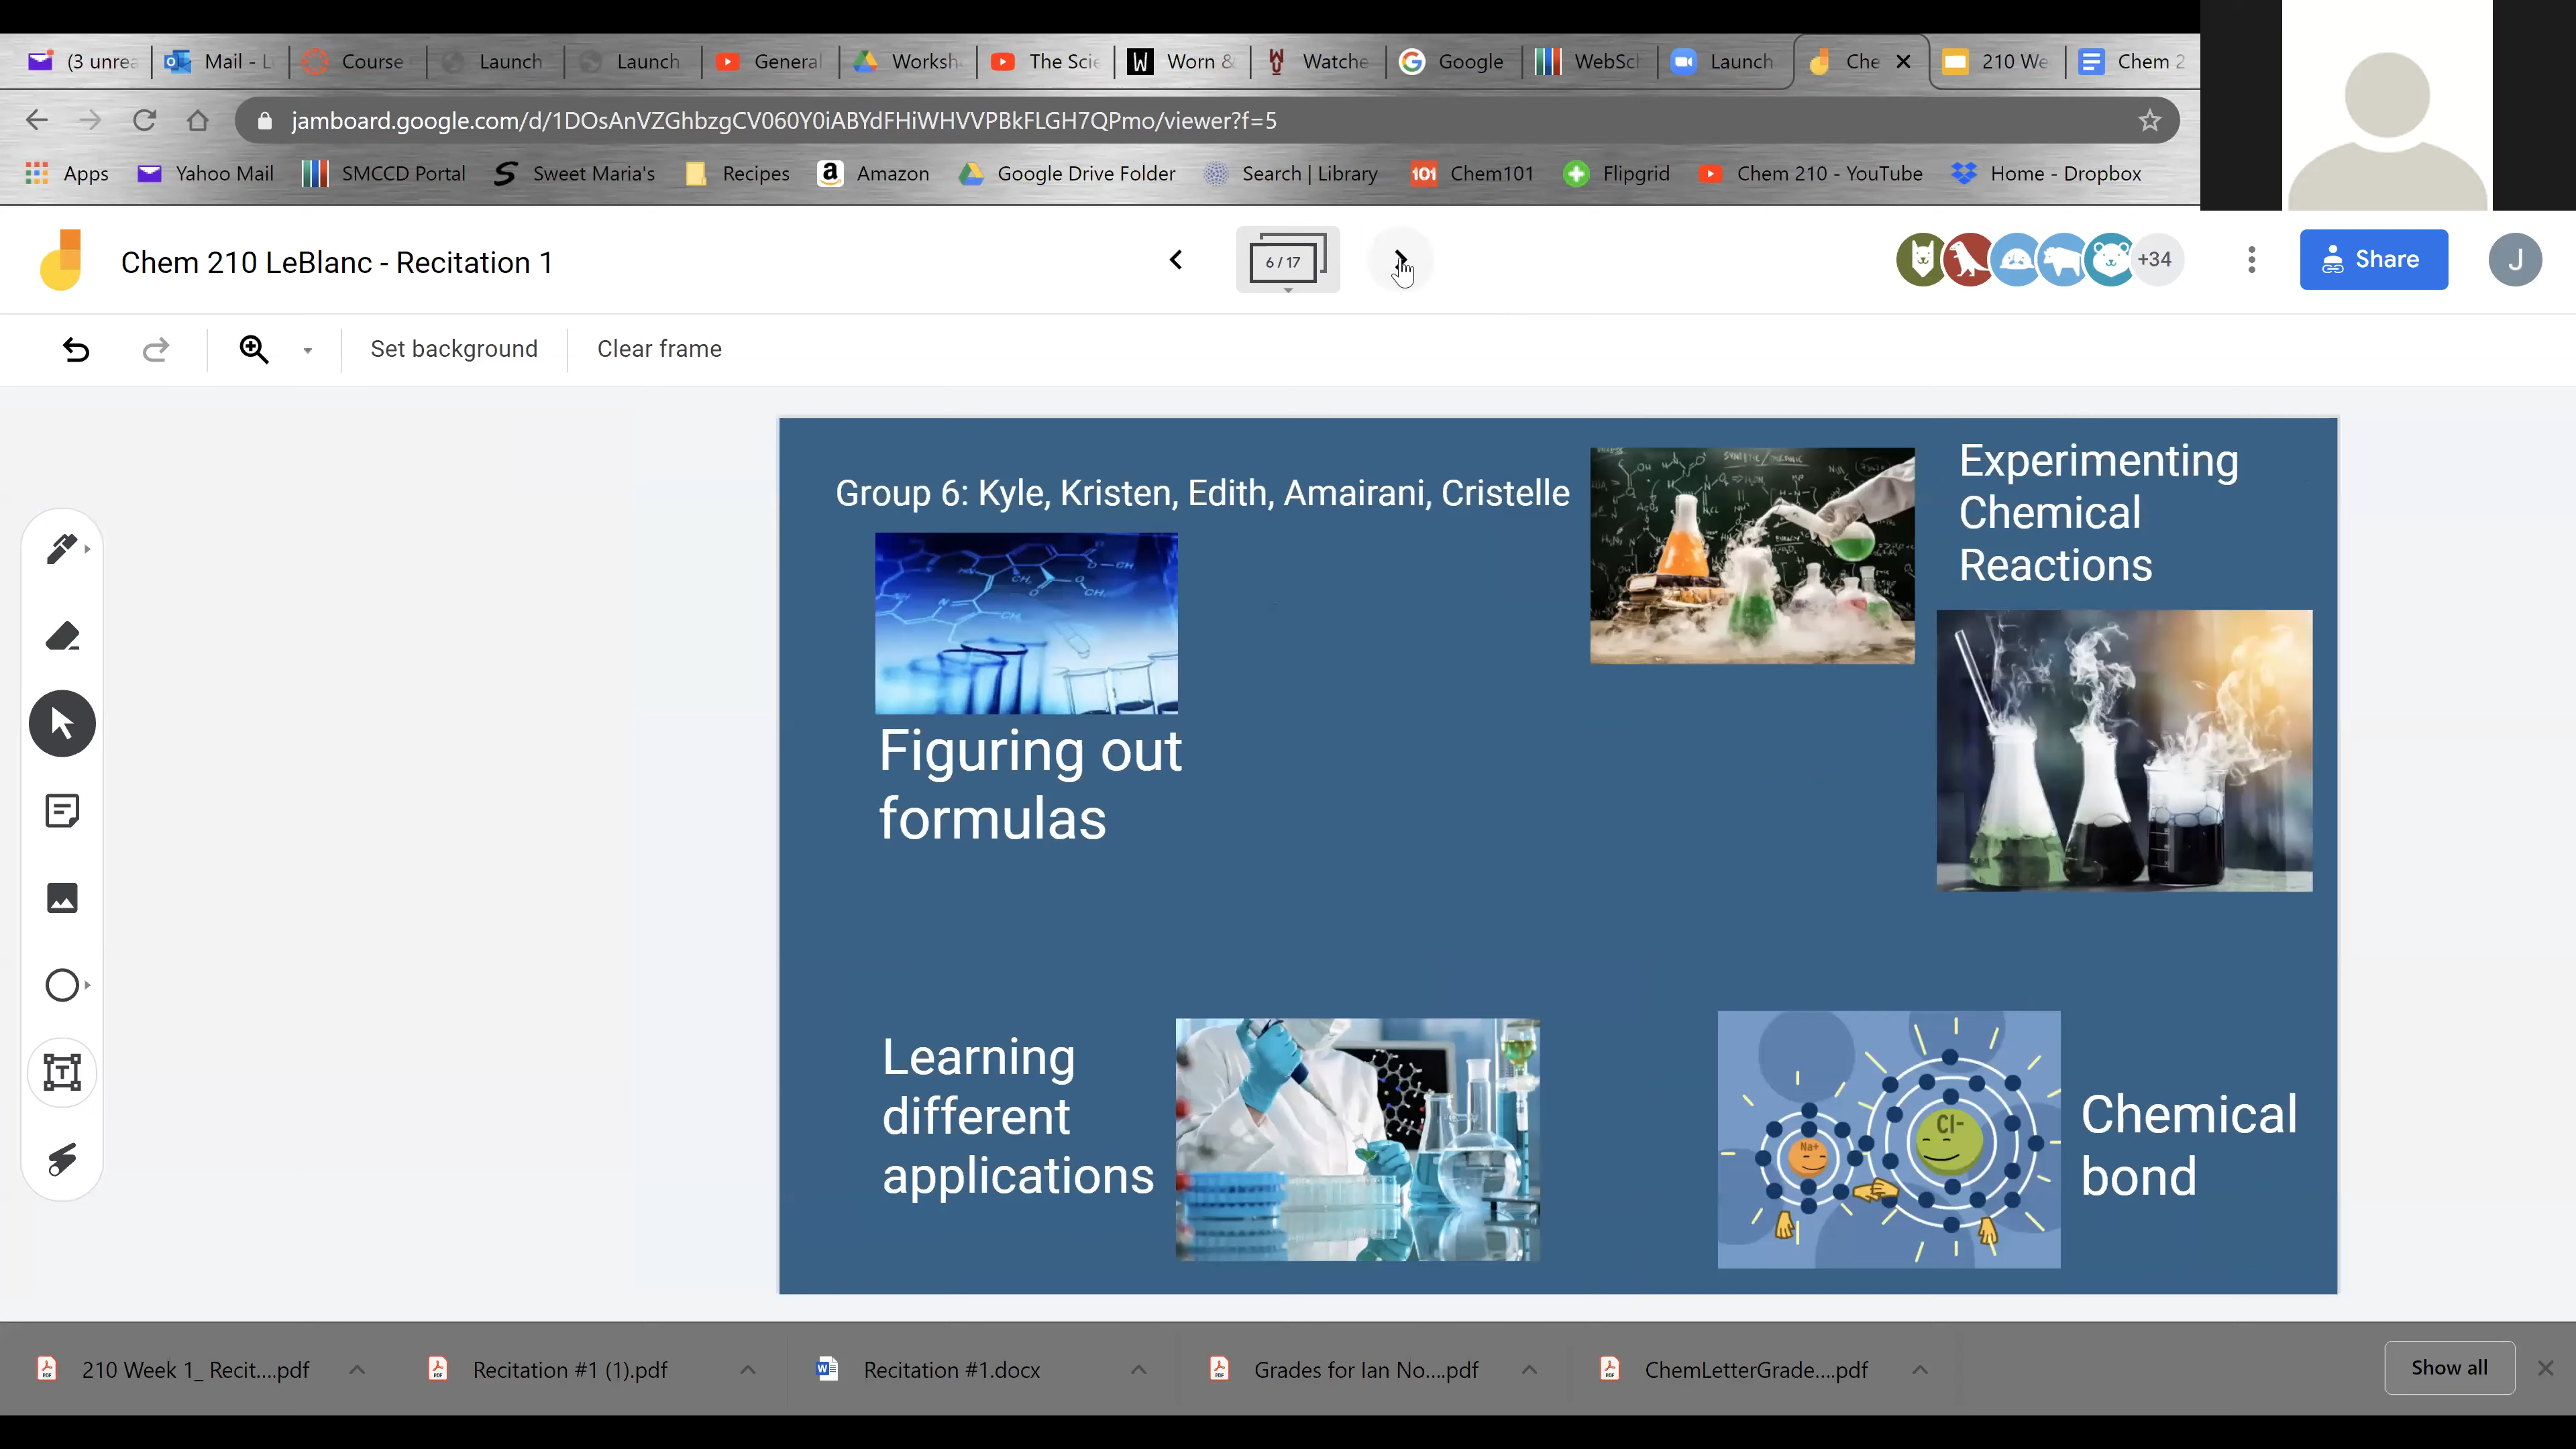 (3 unrea
Mail - L
Course
Launch
Launch
General
Worksh
The Scie
Worn &
Watche
Google
WebSch
Launch
Che
210 We
Chem 2
jamboard.google.com/d/1DOsAnVZGhbzgCV060Y0iABYdFHiWHVVPBkFLGH7QPmo/viewer?f=5
Apps
Yahoo Mail
SMCCD Portal
Sweet Maria's
Recipes
Amazon
Google Drive Folder
Search | Library
101
Chem101
Flipgrid
Chem 210 - YouTube
Home - Dropbox
Chem 210 LeBlanc - Recitation 1
6 / 17
+34
Share
J
Set background
Clear frame
Group 6: Kyle, Kristen, Edith, Amairani, Cristelle
Experimenting
Chemical
Reactions
Figuring out
formulas
Learning
different
applications
Na+
Cl-
Chemical
bond
210 Week 1_ Recit....pdf
Recitation #1 (1).pdf
Recitation #1.docx
Grades for Ian No....pdf
ChemLetterGrade....pdf
Show all